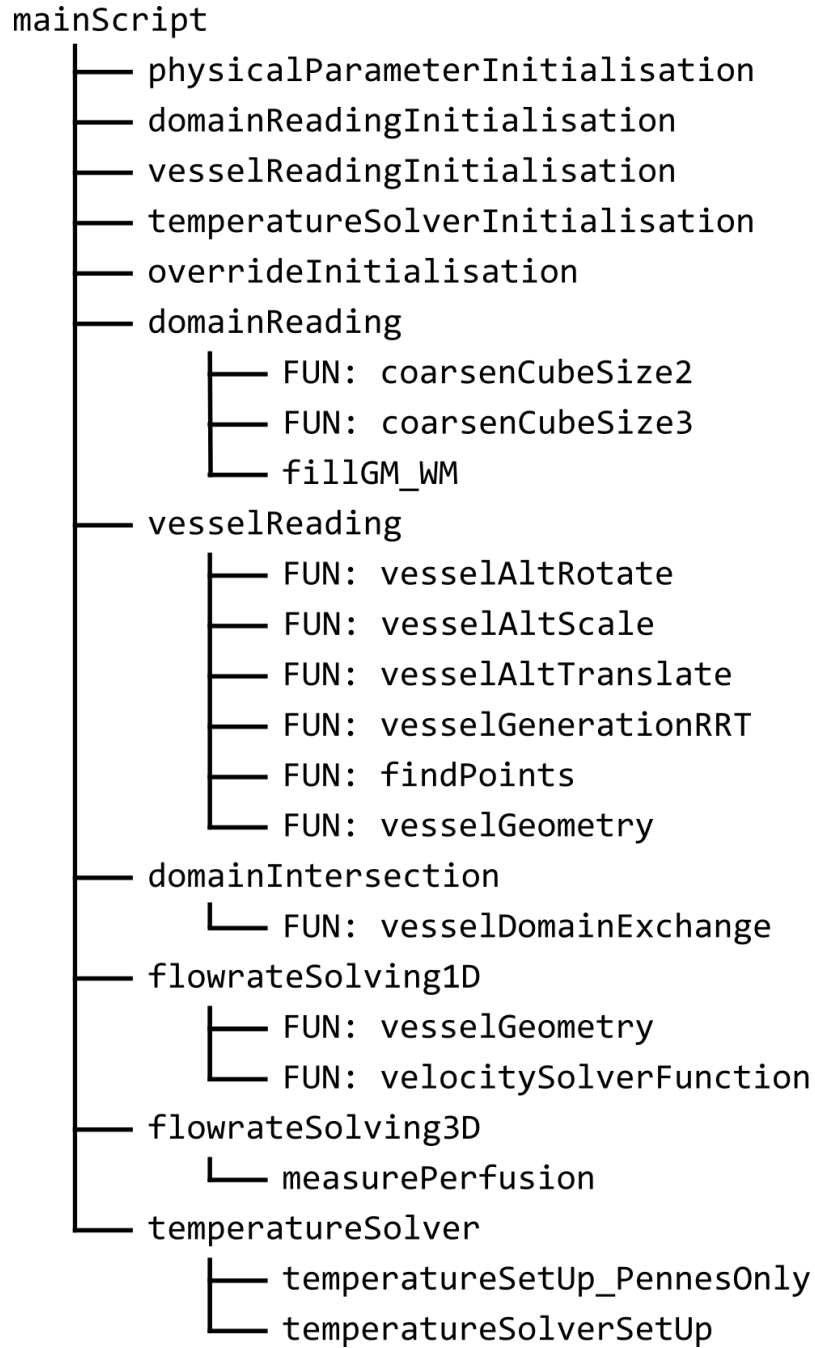 mainScript
physicalParameterInitialisation
domainReadingInitialisation
vesselReadingInitialisation
temperatureSolverInitialisation
overrideInitialisation
domainReading
FUN: coarsenCubeSize2
FUN: coarsenCubeSize3
fillGM_WM
vesselReading
FUN: vesselAltRotate
FUN: vesselAltScale
FUN: vesselAltTranslate
FUN: vesselGenerationRRT
FUN: findPoints
FUN: vesselGeometry
domainIntersection
FUN: vesselDomainExchange
flowrateSolving1D
FUN: vesselGeometry
FUN: velocitySolverFunction
flowrateSolving3D
measurePerfusion
temperatureSolver
temperatureSetUp_PennesOnly
temperatureSolverSetUp